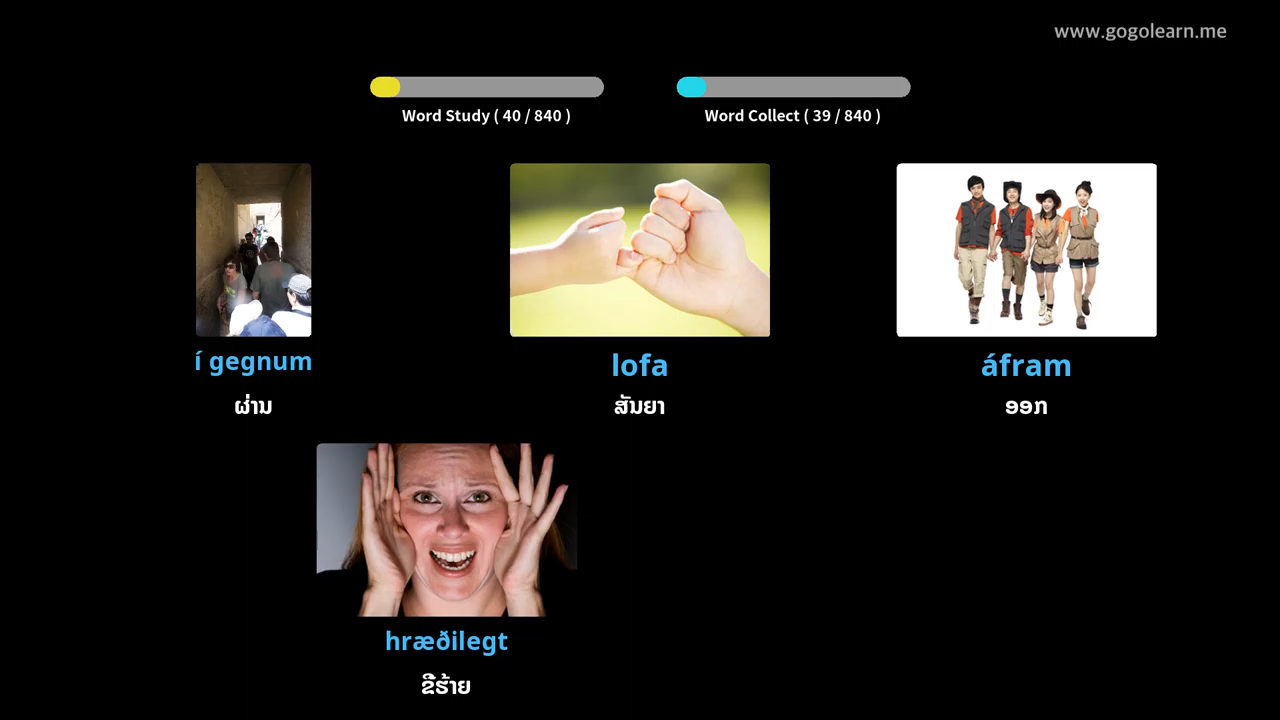 www.gogolearn.me
Word Study ( 40 / 840 )
Word Collect ( 39 / 840 )
í gegnum
lofa
áfram
ຜ່ານ
ສັນຍາ
ອອກ
hræðilegt
ຂີ້ຮ້າຍ